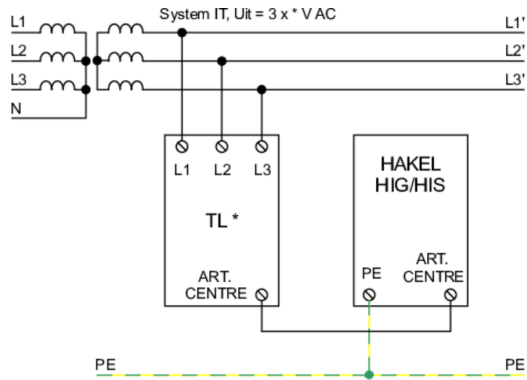 System IT, Uit = 3 x * V AC
L1
L1'
L2
L2'
L3
L3'
N
L1 L2 L3
TL *
ART.
CENTRE
HAKEL
HIG/HIS
PE
ART.
CENTRE
PE
PE